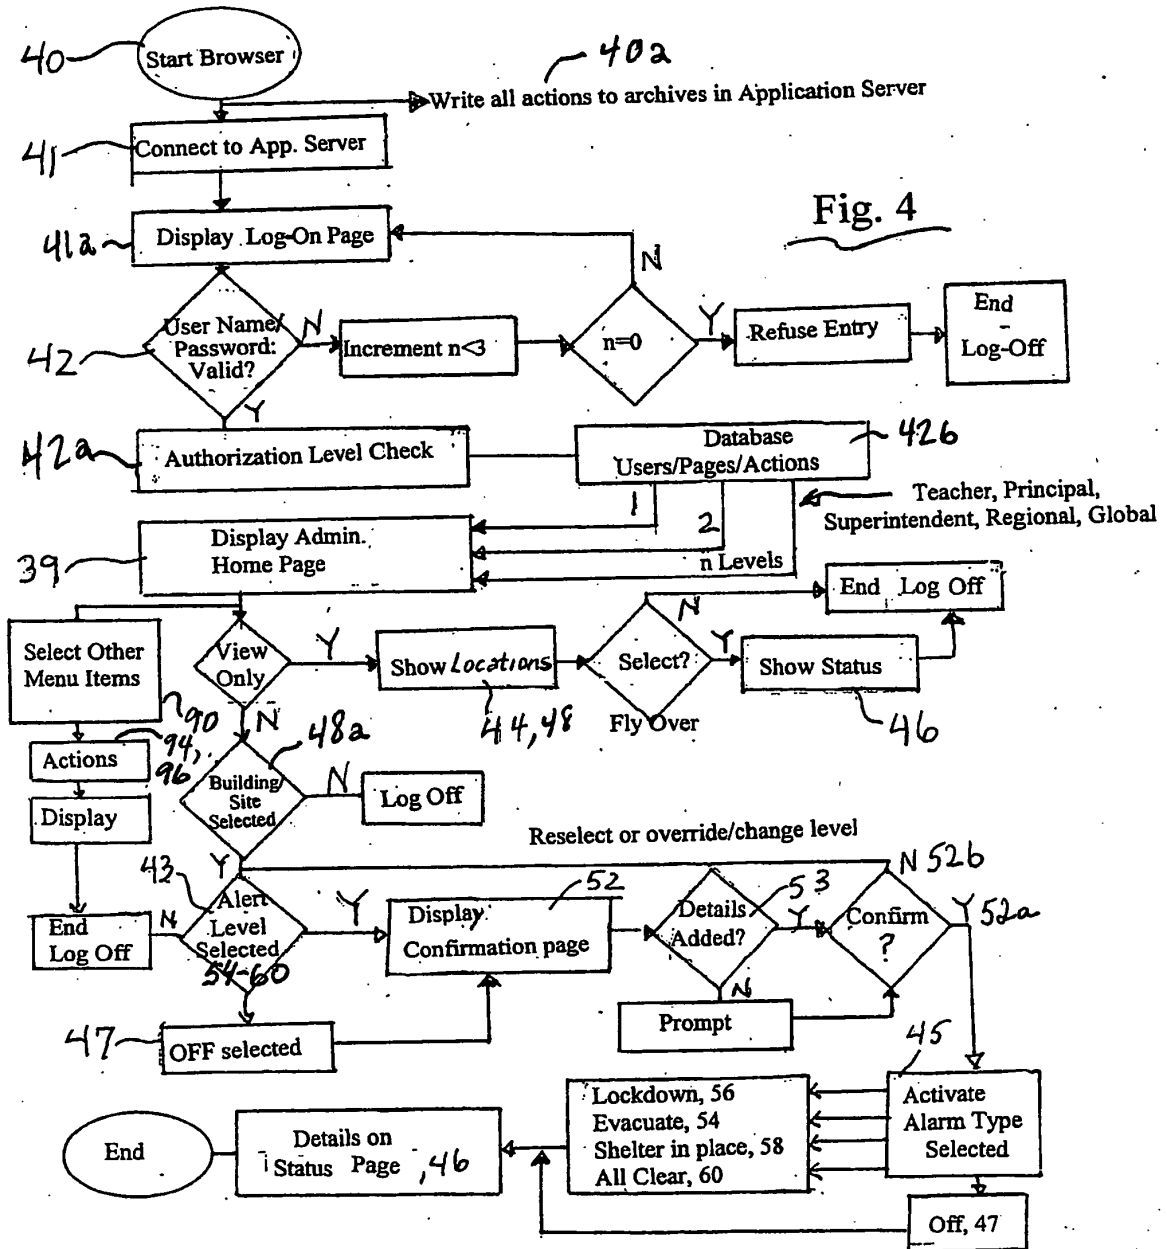 40
Start Browser
40a
Write all actions to archives in Application Server
41
Connect to App. Server
Fig. 4
41a
Display Log-On Page
N
42
User Name/
Password:
Valid?
N
Increment n<3
n=0
Y
Refuse Entry
End
-
Log-Off
Y
42a
Authorization Level Check
Database
Users/Pages/Actions
42b
1
2
n Levels
Teacher, Principal,
Superintendent, Regional, Global
39
Display Admin.
Home Page
Select Other
Menu Items
90
View
Only
Y
Show Locations
44, 48
Select?
Fly Over
N
Y
Show Status
46
End Log Off
N
48a
Actions
94,
96
Display
Building/
Site
Selected
N
Log Off
Reselect or override/change level
Y
43
Alert
Level
Selected
54-60
N
End
Log Off
Y
52
Display
Confirmation page
53
Details
Added?
Y
N
Prompt
Confirm
?
N 52b
Y
52a
47
OFF selected
45
Activate
Alarm Type
Selected
Lockdown, 56
Evacuate, 54
Shelter in place, 58
All Clear, 60
Off, 47
Details on
Status Page , 46
End